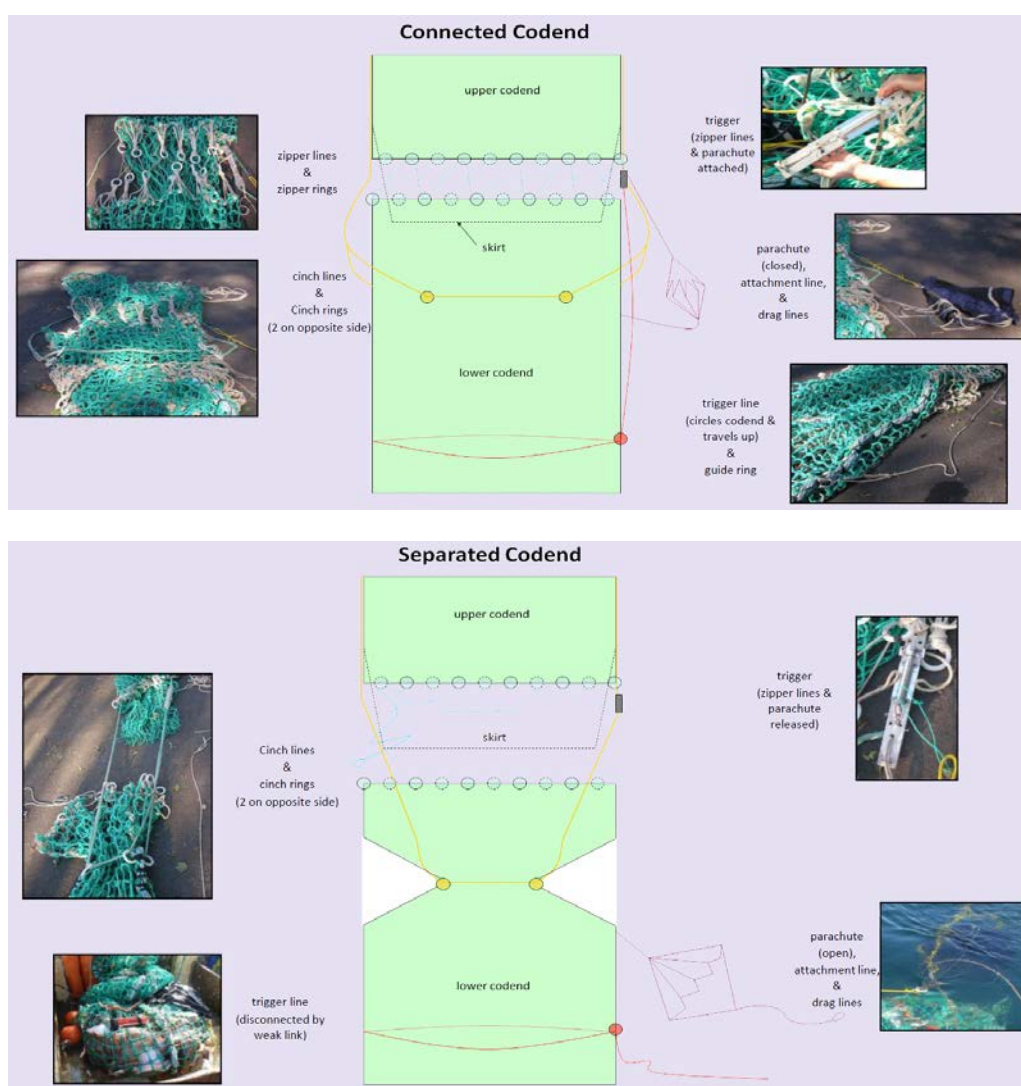 Connected Codend
upper codend
zipper lines
&
zipper rings
trigger
(zipper lines
& parachute
attached)
skirt
cinch lines
&
Cinch rings
(2 on opposite side)
parachute
(closed),
attachment line,
&
drag lines
lower codend
trigger line
(circles codend &
travels up)
&
guide ring
Separated Codend
upper codend
trigger
(zipper lines &
parachute
released)
skirt
Cinch lines
&
cinch rings
(2 on opposite side)
parachute
(open),
attachment line,
&
drag lines
lower codend
trigger line
(disconnected by
weak link)